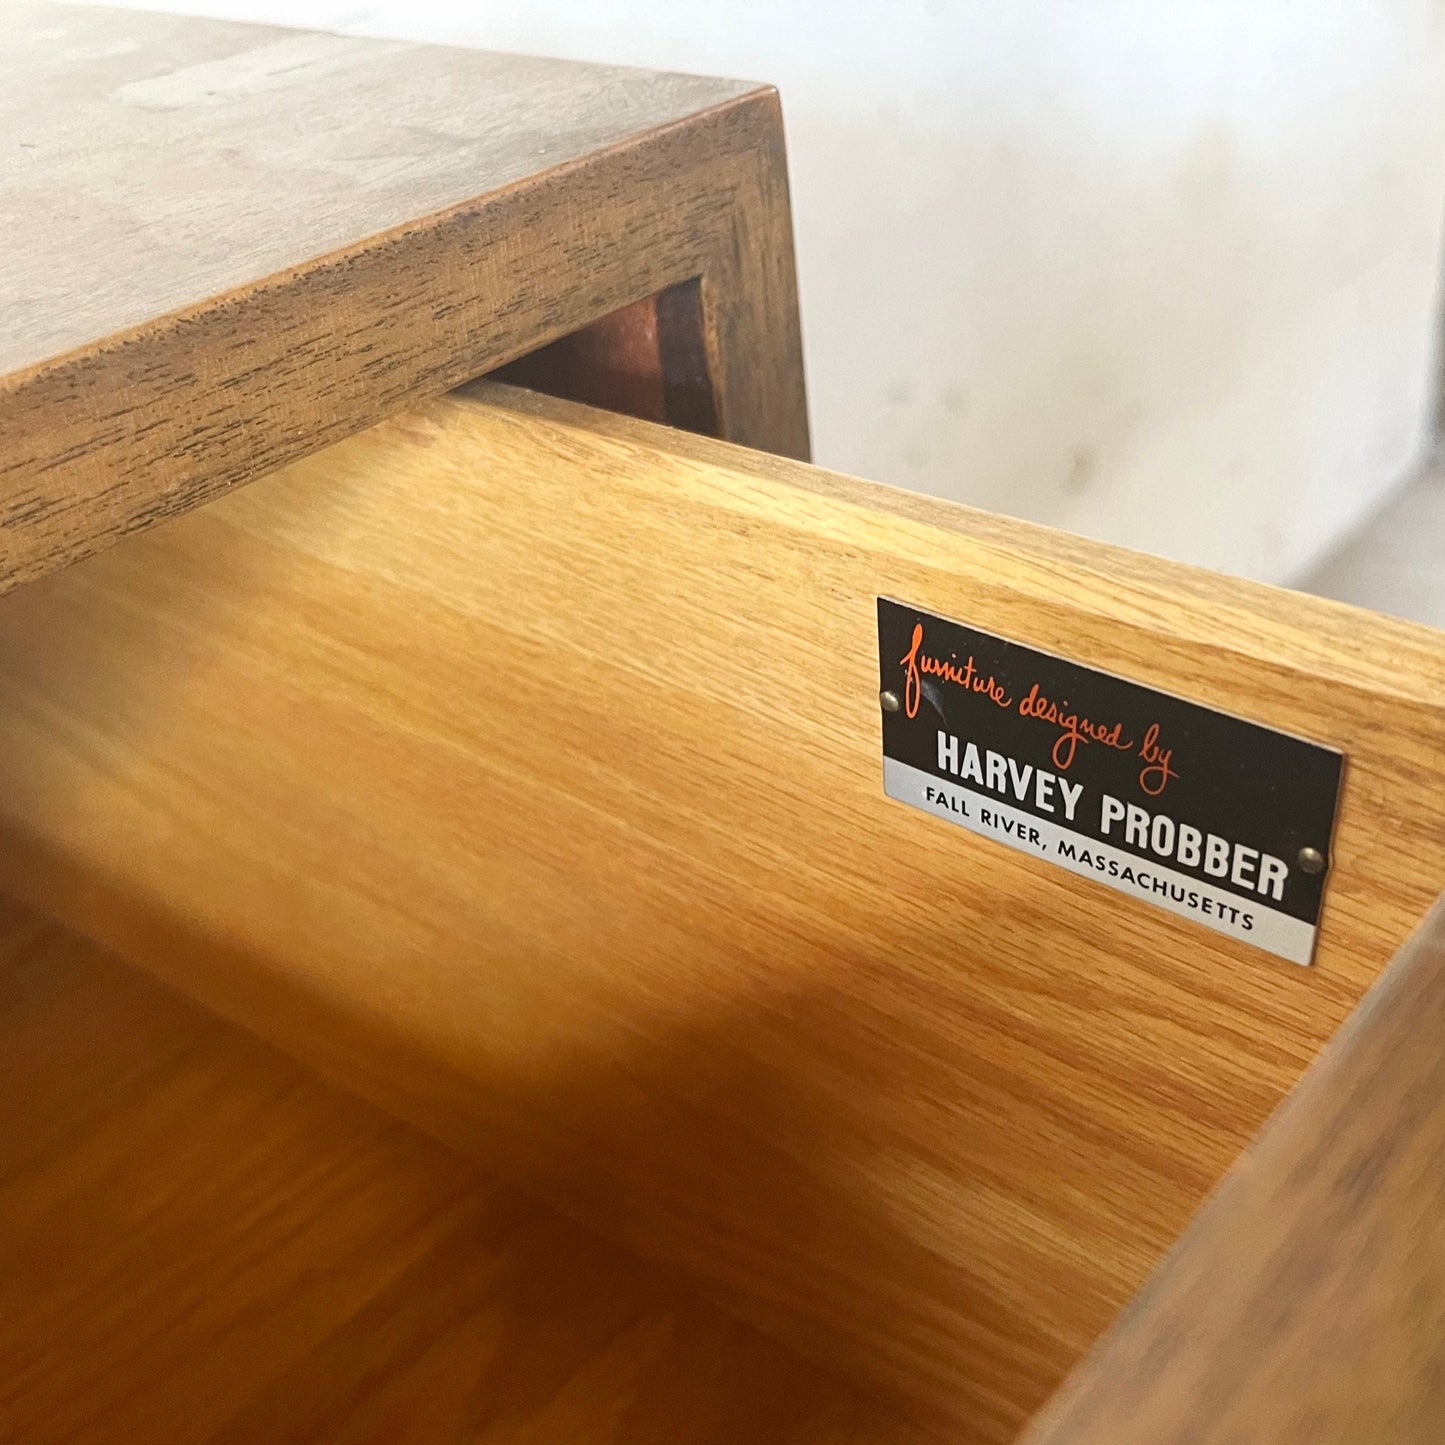 furniture designed by
HARVEY PROBBER
FALL RIVER, MASSACHUSETTS